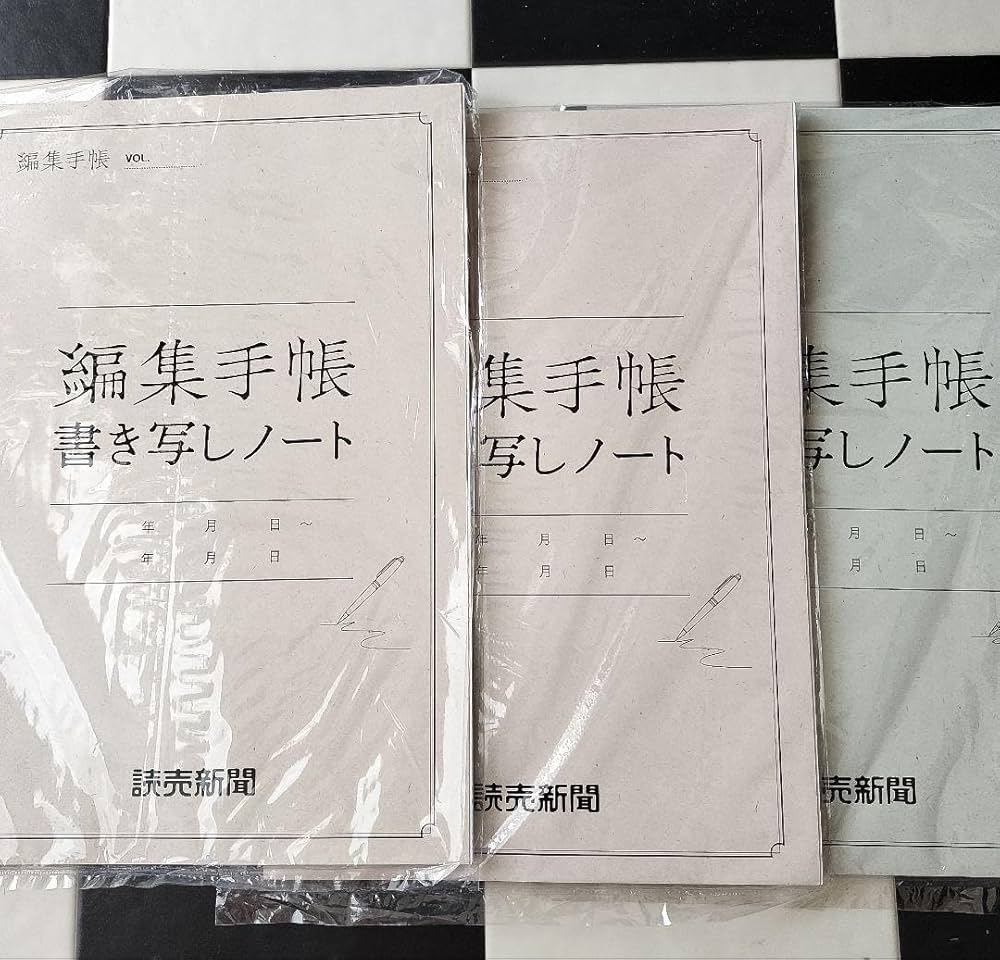 編集手帳 VOL.
編集手帳
書き写しノート
年 月 日～
年 月 日
読売新聞
集手帳
写しノート
年 月 日～
年 月 日
読売新聞
集手帳
写しノート
月 日～
月 日
売新聞